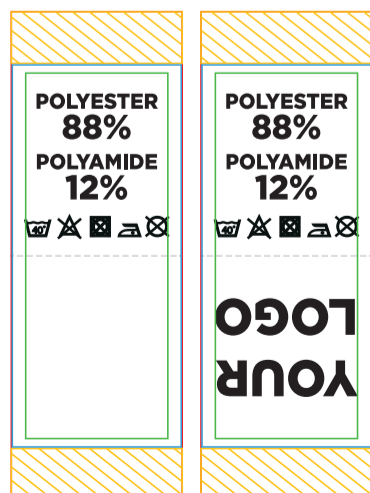 POLYESTER
88%
POLYAMIDE
12%
40°
POLYESTER
88%
POLYAMIDE
12%
40°
YOUR
LOGO